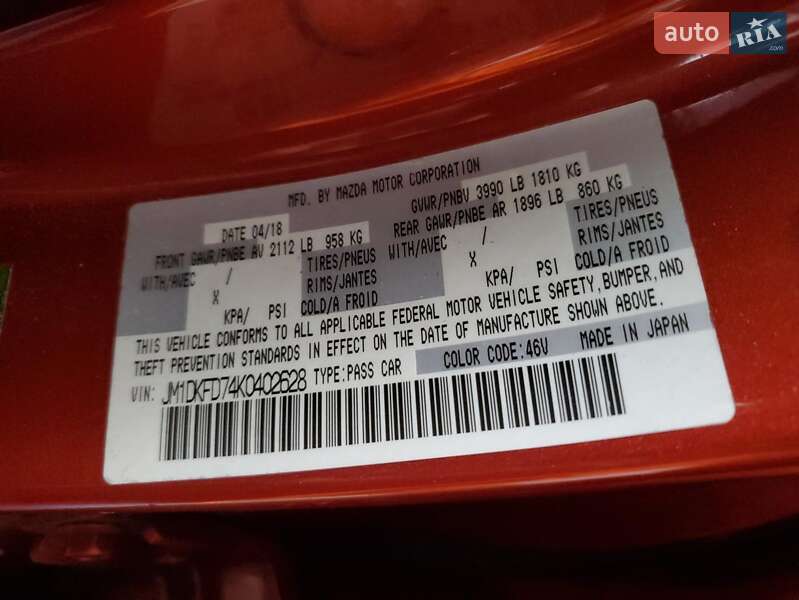 auto RIA.com
MFD. BY MAZDA MOTOR CORPORATION
DATE 04/18 GVWR/PNBV 3990 LB 1810 KG
FRONT GAWR/PNBE AV 2112 LB 958 KG REAR GAWR/PNBE AR 1896 LB 860 KG
WITH/AVEC / TIRES/PNEUS WITH/AVEC / TIRES/PNEUS
X RIMS/JANTES X RIMS/JANTES
KPA/ PSI COLD/A FROID KPA/ PSI COLD/A FROID
THIS VEHICLE CONFORMS TO ALL APPLICABLE FEDERAL MOTOR VEHICLE SAFETY, BUMPER, AND
THEFT PREVENTION STANDARDS IN EFFECT ON THE DATE OF MANUFACTURE SHOWN ABOVE.
VIN: JM1DKFD74K0402628 TYPE:PASS CAR COLOR CODE:46V MADE IN JAPAN